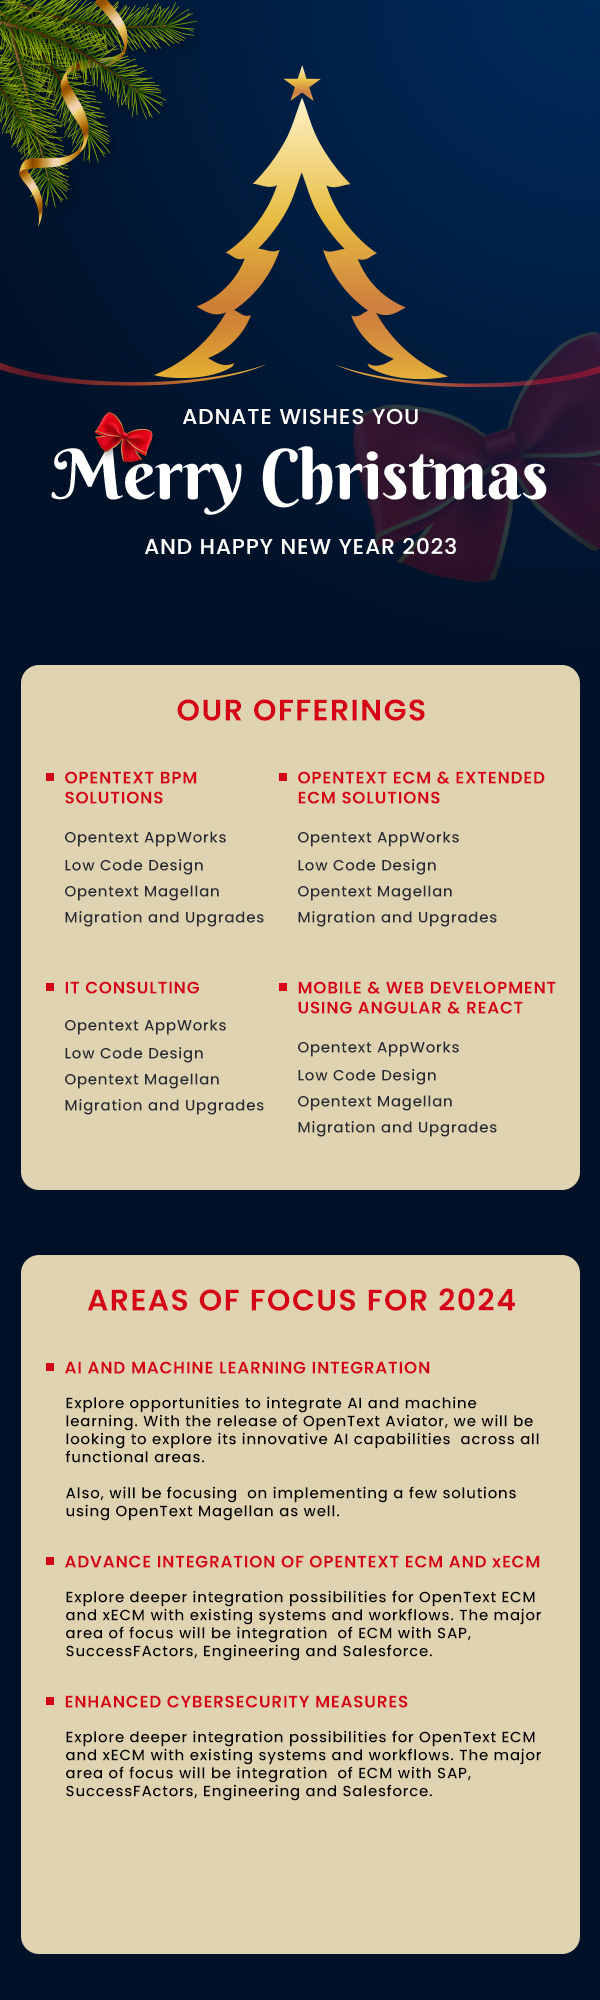 ADNATE WISHES YOU
Merry Christmas
AND HAPPY NEW YEAR 2023
OUR OFFERINGS
OPENTEXT BPM
SOLUTIONS
Opentext AppWorks
Low Code Design
Opentext Magellan
Migration and Upgrades
OPENTEXT ECM & EXTENDED
ECM SOLUTIONS
Opentext AppWorks
Low Code Design
Opentext Magellan
Migration and Upgrades
IT CONSULTING
Opentext AppWorks
Low Code Design
Opentext Magellan
Migration and Upgrades
MOBILE & WEB DEVELOPMENT
USING ANGULAR & REACT
Opentext AppWorks
Low Code Design
Opentext Magellan
Migration and Upgrades
AREAS OF FOCUS FOR 2024
AI AND MACHINE LEARNING INTEGRATION
Explore opportunities to integrate AI and machine
learning. With the release of OpenText Aviator, we will be
looking to explore its innovative AI capabilities  across all
functional areas.
Also, will be focusing  on implementing a few solutions
using OpenText Magellan as well.
ADVANCE INTEGRATION OF OPENTEXT ECM AND xECM
Explore deeper integration possibilities for OpenText ECM
and xECM with existing systems and workflows. The major
area of focus will be integration  of ECM with SAP,
SuccessFActors, Engineering and Salesforce.
ENHANCED CYBERSECURITY MEASURES
Explore deeper integration possibilities for OpenText ECM
and xECM with existing systems and workflows. The major
area of focus will be integration  of ECM with SAP,
SuccessFActors, Engineering and Salesforce.